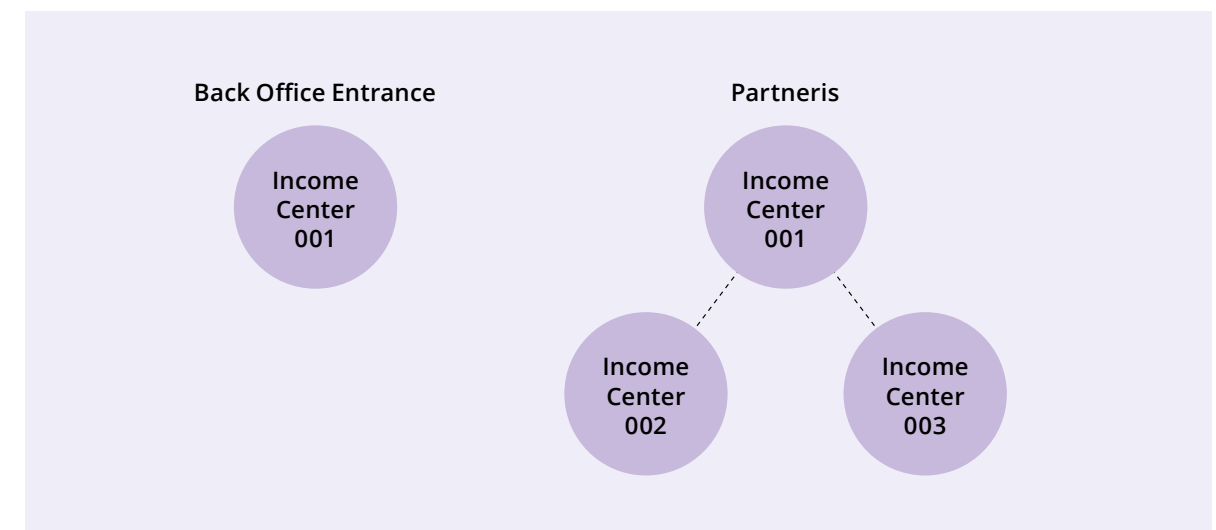 Back Office Entrance
Income
Center
001
Partneris
Income
Center
001
Income
Center
002
Income
Center
003